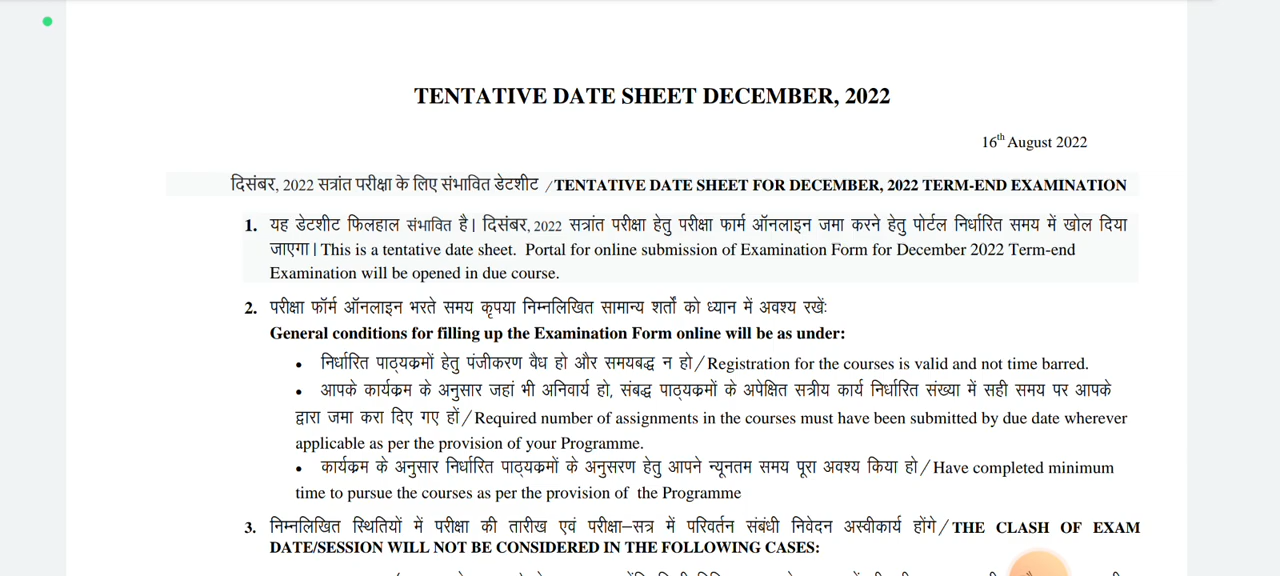 TENTATIVE DATE SHEET DECEMBER, 2022
16th August 2022
दिसंबर, 2022 सत्रांत परीक्षा के लिए संभावित डेटशीट /TENTATIVE DATE SHEET FOR DECEMBER, 2022 TERM-END EXAMINATION
1. यह डेटशीट फिलहाल संभावित है। दिसंबर, 2022 सत्रांत परीक्षा हेतु परीक्षा फार्म ऑनलाइन जमा करने हेतु पोर्टल निर्धारित समय में खोल दिया
जाएगा | This is a tentative date sheet. Portal for online submission of Examination Form for December 2022 Term-end
Examination will be opened in due course.
2. परीक्षा फॉर्म ऑनलाइन भरते समय कृपया निम्नलिखित सामान्य शर्तों को ध्यान में अवश्य रखें:
General conditions for filling up the Examination Form online will be as under:
• निर्धारित पाठ्यक्रमों हेतु पंजीकरण वैध हो और समयबद्ध न हो/Registration for the courses is valid and not time barred.
• आपके कार्यक्रम के अनुसार जहां भी अनिवार्य हो, संबद्ध पाठ्यक्रमों के अपेक्षित सत्रीय कार्य निर्धारित संख्या में सही समय पर आपके
द्वारा जमा करा दिए गए हों/Required number of assignments in the courses must have been submitted by due date wherever
applicable as per the provision of your Programme.
• कार्यक्रम के अनुसार निर्धारित पाठ्यक्रमों के अनुसरण हेतु आपने न्यूनतम समय पूरा अवश्य किया हो/Have completed minimum
time to pursue the courses as per the provision of the Programme
3. निम्नलिखित स्थितियों में परीक्षा की तारीख एवं परीक्षा–सत्र में परिवर्तन संबंधी निवेदन अस्वीकार्य होंगे/THE CLASH OF EXAM
DATE/SESSION WILL NOT BE CONSIDERED IN THE FOLLOWING CASES: